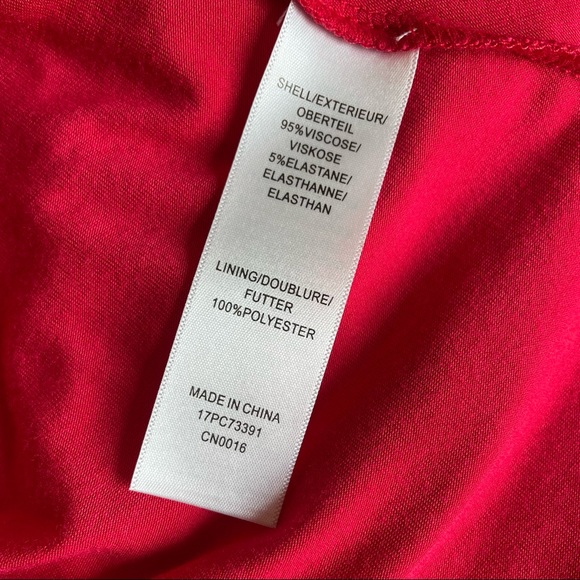 SHELL/EXTERIEUR/
OBERTEIL
95%VISCOSE/
VISKOSE
5%ELASTANE/
ELASTHANNE/
ELASTHAN
LINING/DOUBLURE/
FUTTER
100%POLYESTER
MADE IN CHINA
17PC73391
CN0016